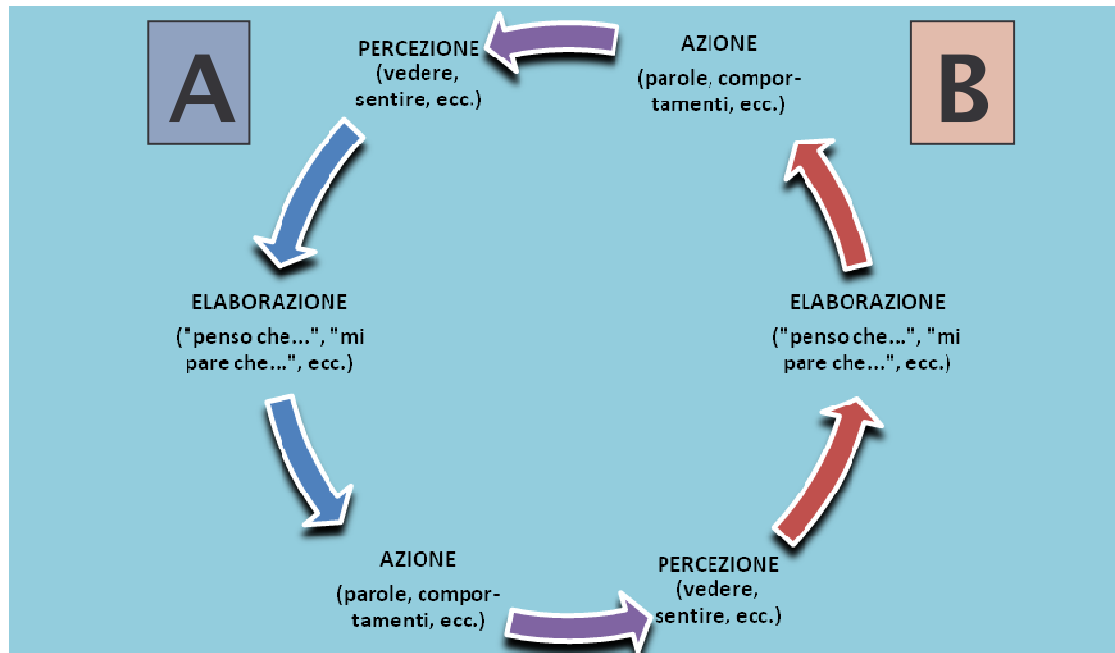 A
PERCEZIONE
(vedere,
sentire, ecc.)
AZIONE
(parole, compor-
tamenti, ecc.)
B
ELABORAZIONE
("penso che...", "mi
pare che...", ecc.)
ELABORAZIONE
("penso che...", "mi
pare che...", ecc.)
AZIONE
(parole, compor-
tamenti, ecc.)
PERCEZIONE
(vedere,
sentire, ecc.)